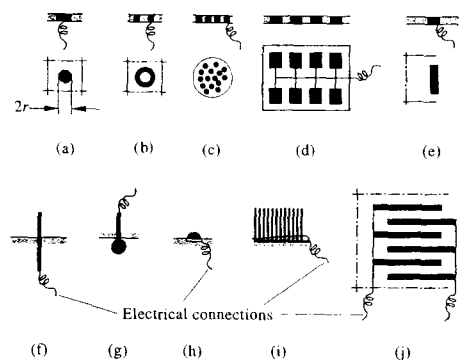 2r
(a)
(b)
(c)
(d)
(e)
Electrical connections
(f)
(g)
(h)
(i)
(j)